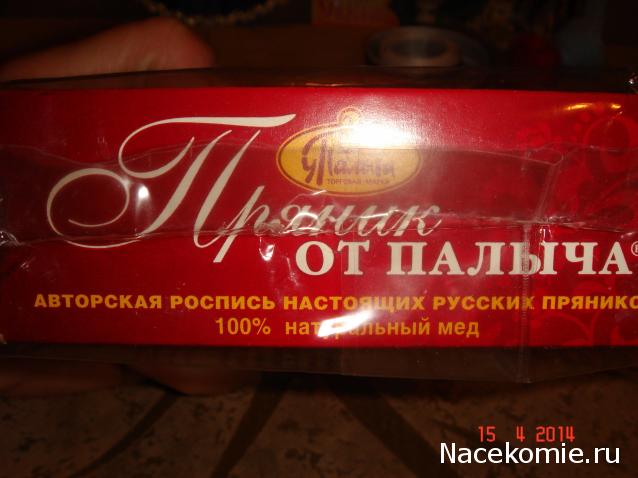 У Палыча
ТОРГОВАЯ МАРКА
Пряник
ОТ ПАЛЫЧА®
АВТОРСКАЯ РОСПИСЬ НАСТОЯЩИХ РУССКИХ ПРЯНИКО
100% натуральный мед
15 4 2014
Nacekomie.ru